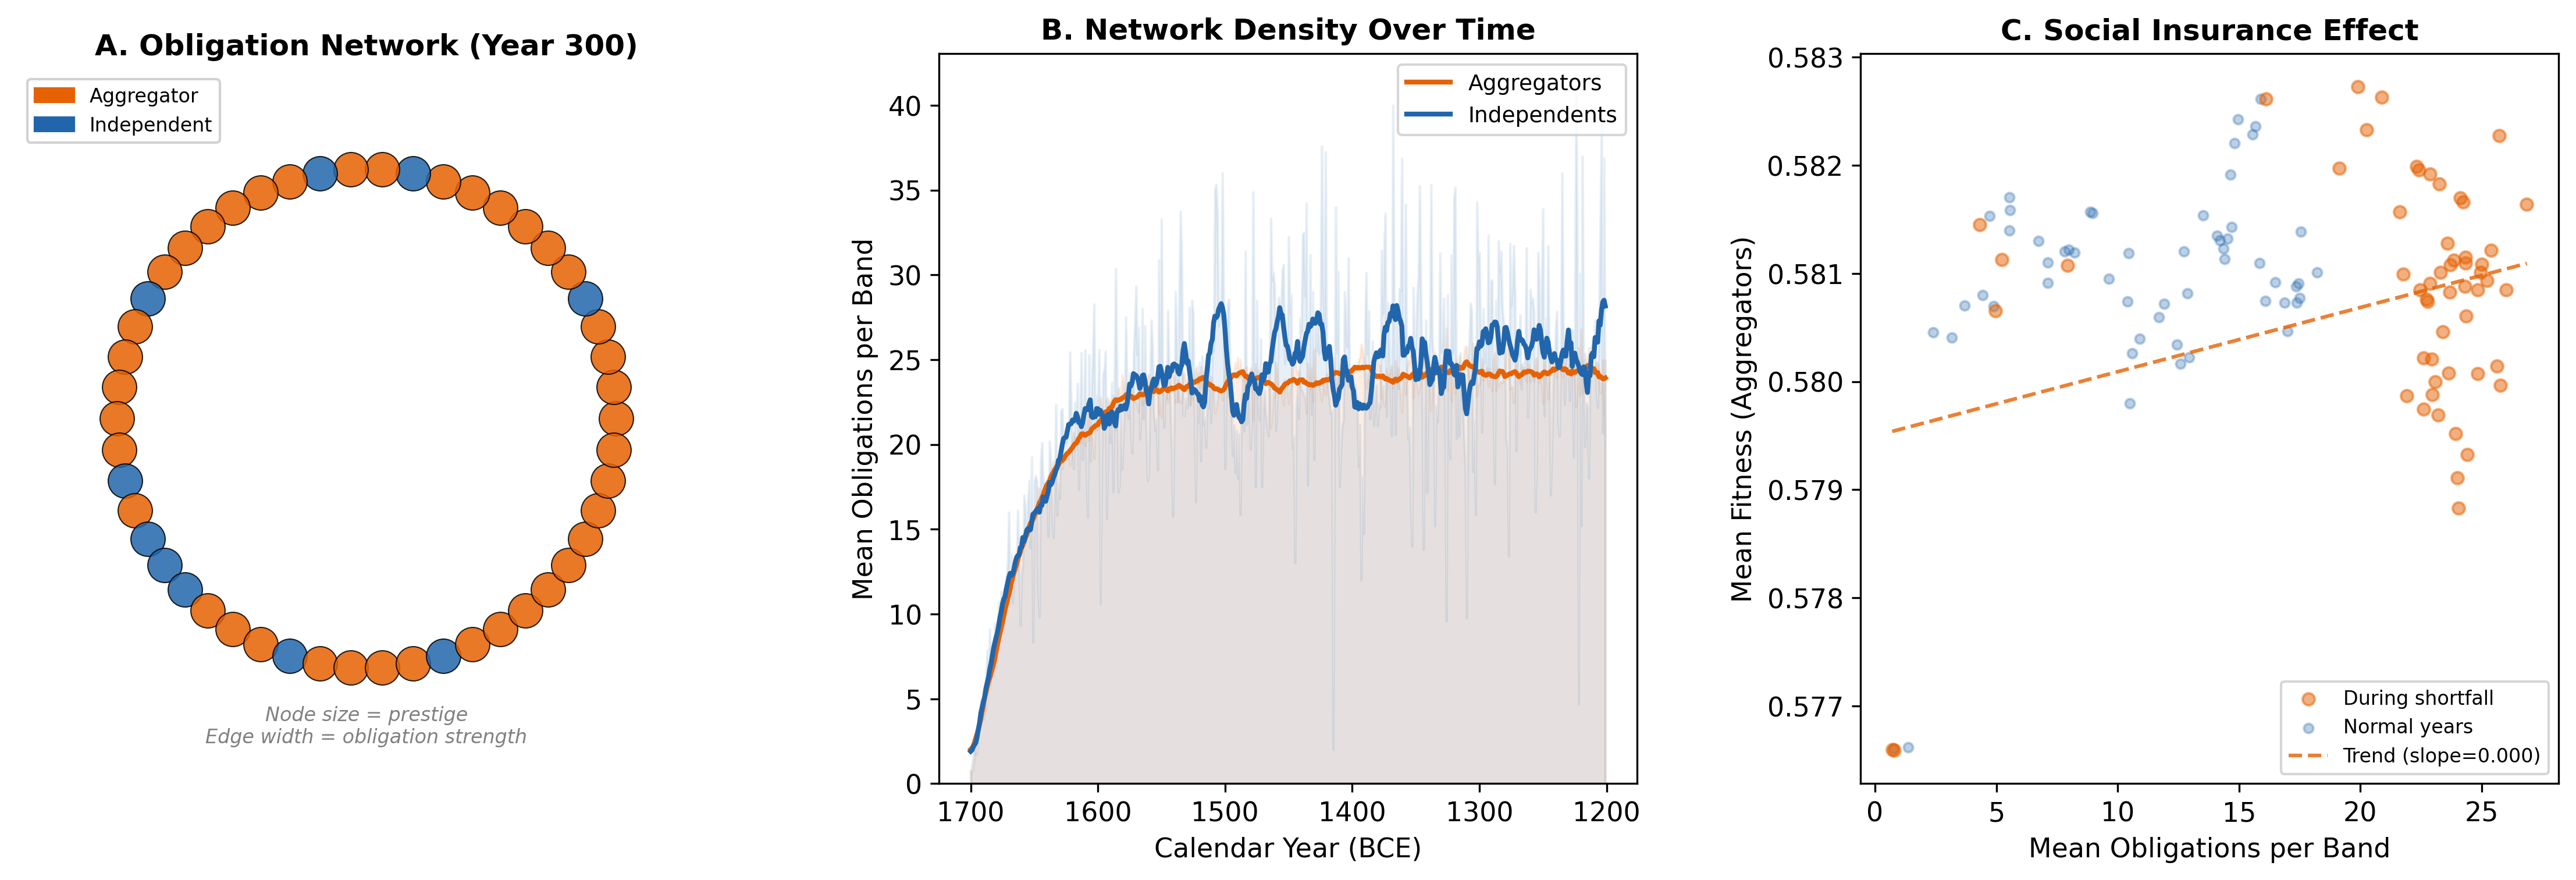 A. Obligation Network (Year 300)
Aggregator
Independent
Node size = prestige
Edge width = obligation strength
B. Network Density Over Time
Aggregators
Independents
Mean Obligations per Band
40
35
30
25
20
15
10
5
0
1700
1600
1500
1400
1300
1200
Calendar Year (BCE)
C. Social Insurance Effect
Mean Fitness (Aggregators)
0.583
0.582
0.581
0.580
0.579
0.578
0.577
During shortfall
Normal years
Trend (slope=0.000)
0
5
10
15
20
25
Mean Obligations per Band